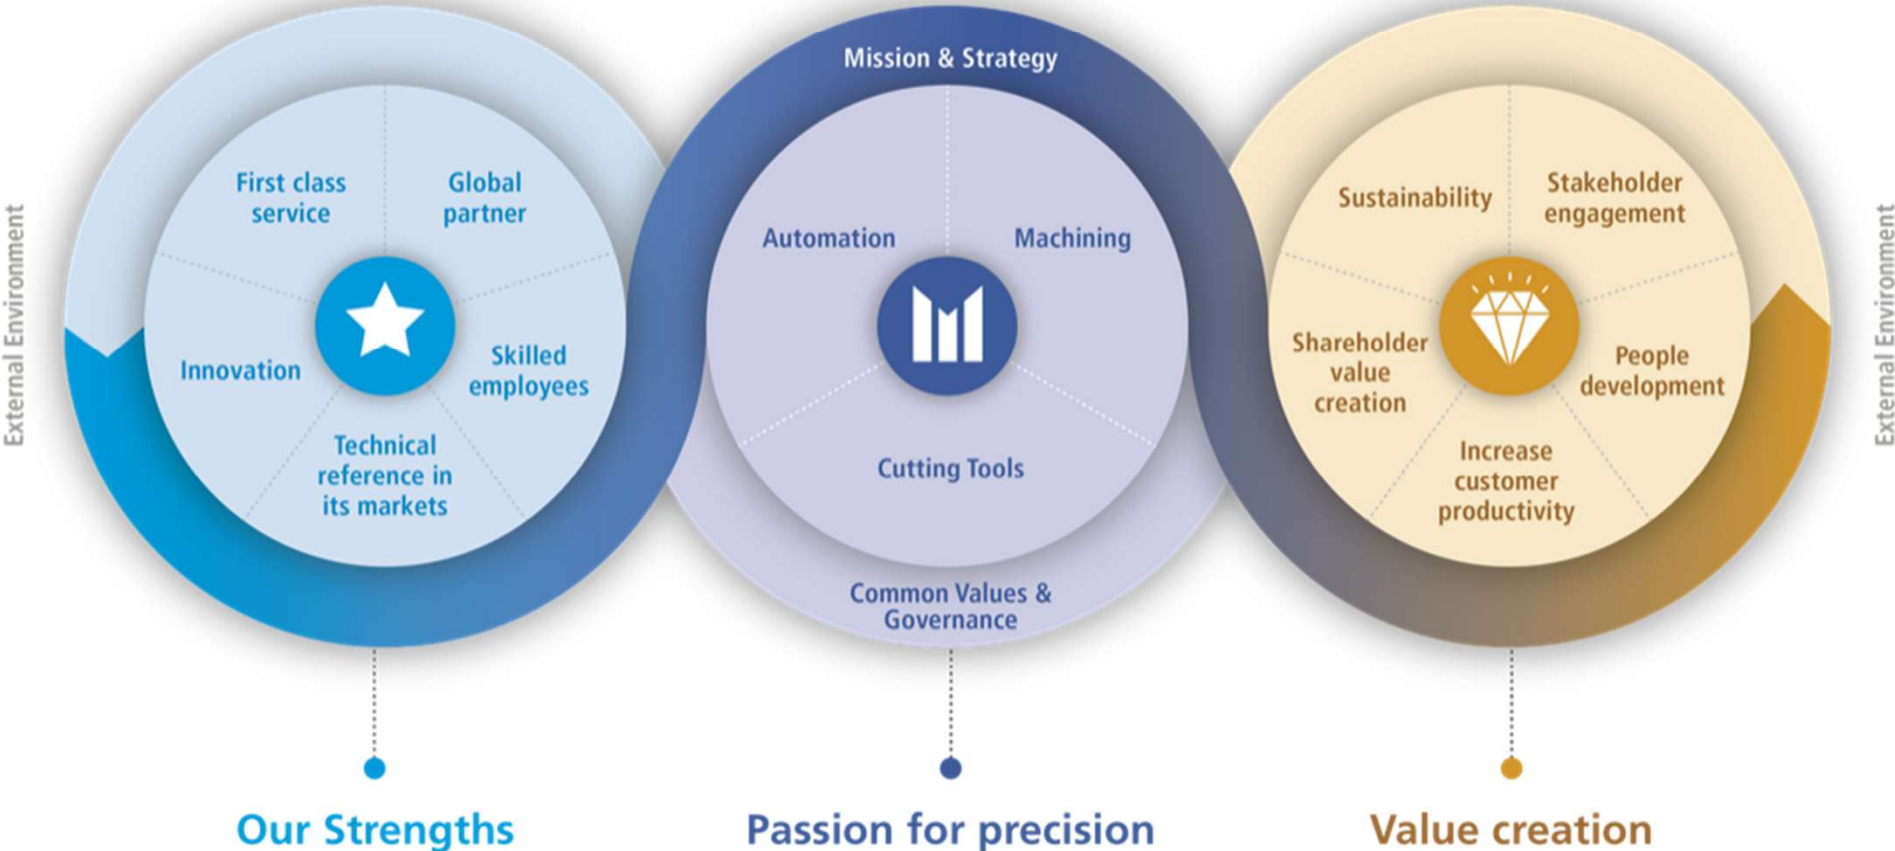 External Environment
First class
service
Global
partner
Innovation
Skilled
employees
Technical
reference in
its markets
Our Strengths
Mission & Strategy
Automation
Machining
Cutting Tools
Common Values &
Governance
Passion for precision
Sustainability
Stakeholder
engagement
Shareholder
value
creation
People
development
Increase
customer
productivity
Value creation
External Environment